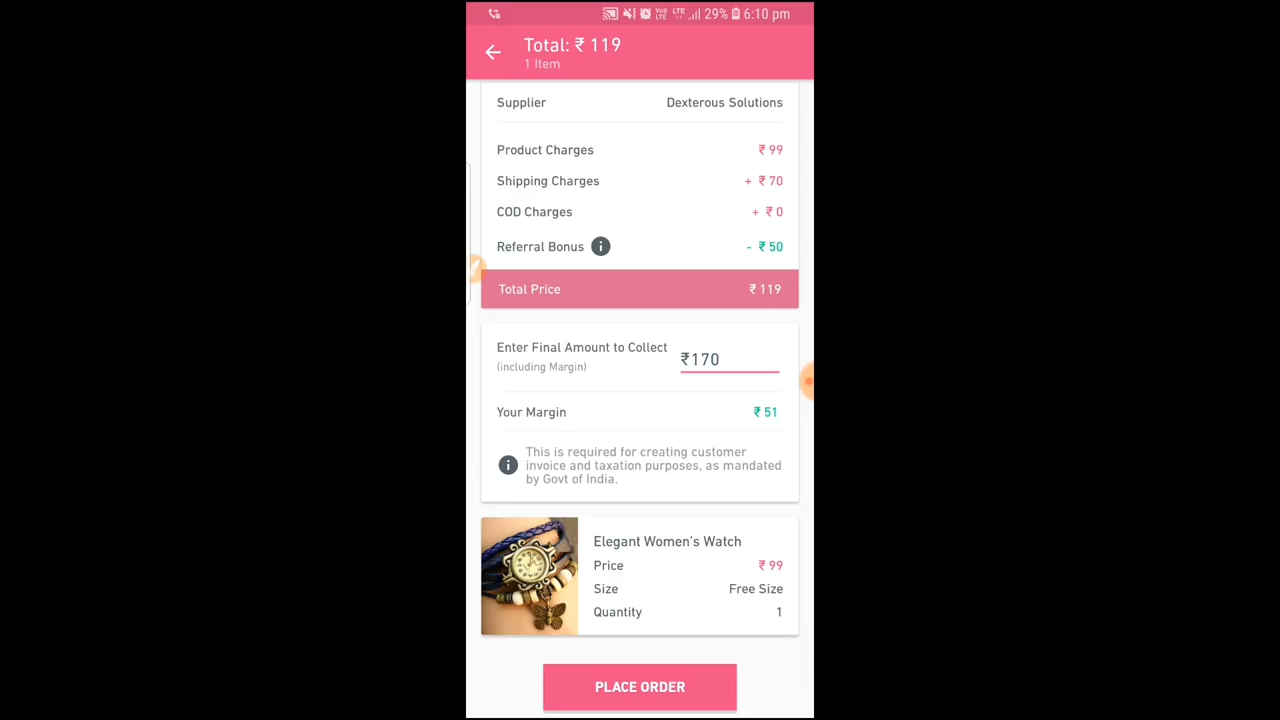 VoD LTE LTE 29% 6:10 pm
Total: ₹ 119
1 Item
Supplier Dexterous Solutions
Product Charges ₹ 99
Shipping Charges + ₹ 70
COD Charges + ₹ 0
Referral Bonus i - ₹ 50
Total Price ₹ 119
Enter Final Amount to Collect ₹170
(including Margin)
Your Margin ₹ 51
This is required for creating customer
i invoice and taxation purposes, as mandated
by Govt of India.
Elegant Women's Watch
Price ₹ 99
Size Free Size
Quantity 1
PLACE ORDER